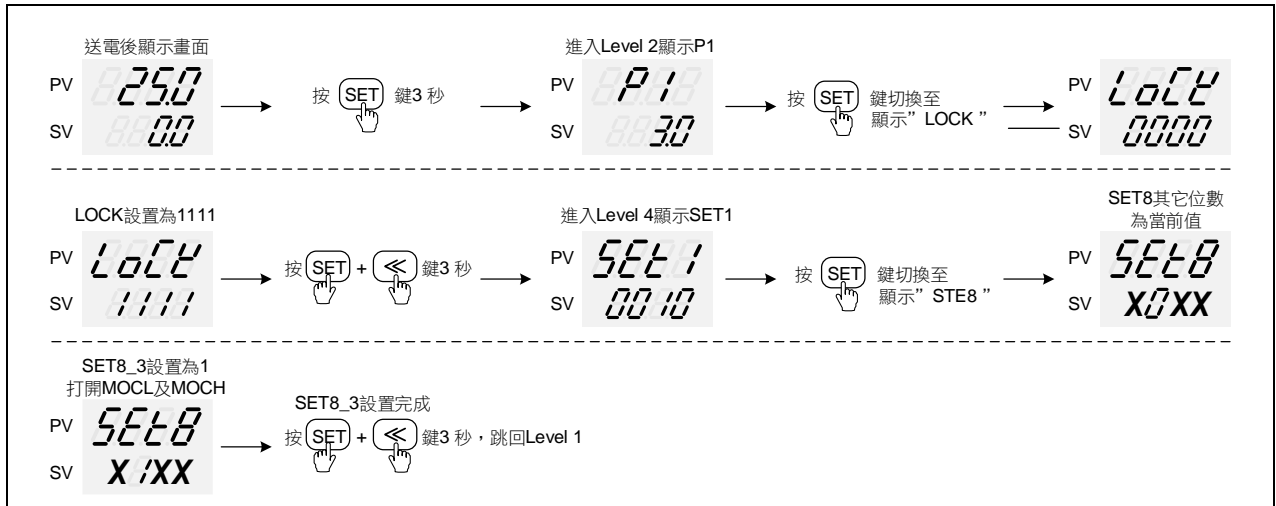 送電後顯示畫面
PV 25.0
SV 0.0
按 SET 鍵3 秒
進入Level 2顯示P1
PV P1
SV 3.0
按 SET 鍵切換至
顯示” LOCK ”
PV LoCK
SV 0000
LOCK設置為1111
PV LoCK
SV 1111
按 SET + ≪ 鍵3 秒
進入Level 4顯示SET1
PV SEt1
SV 0010
按 SET 鍵切換至
顯示” STE8 ”
SET8其它位數
為當前值
PV SEt8
SV X0XX
SET8_3設置為1
打開MOCL及MOCH
PV SEt8
SV X1XX
SET8_3設置完成
按 SET + ≪ 鍵3 秒，跳回Level 1